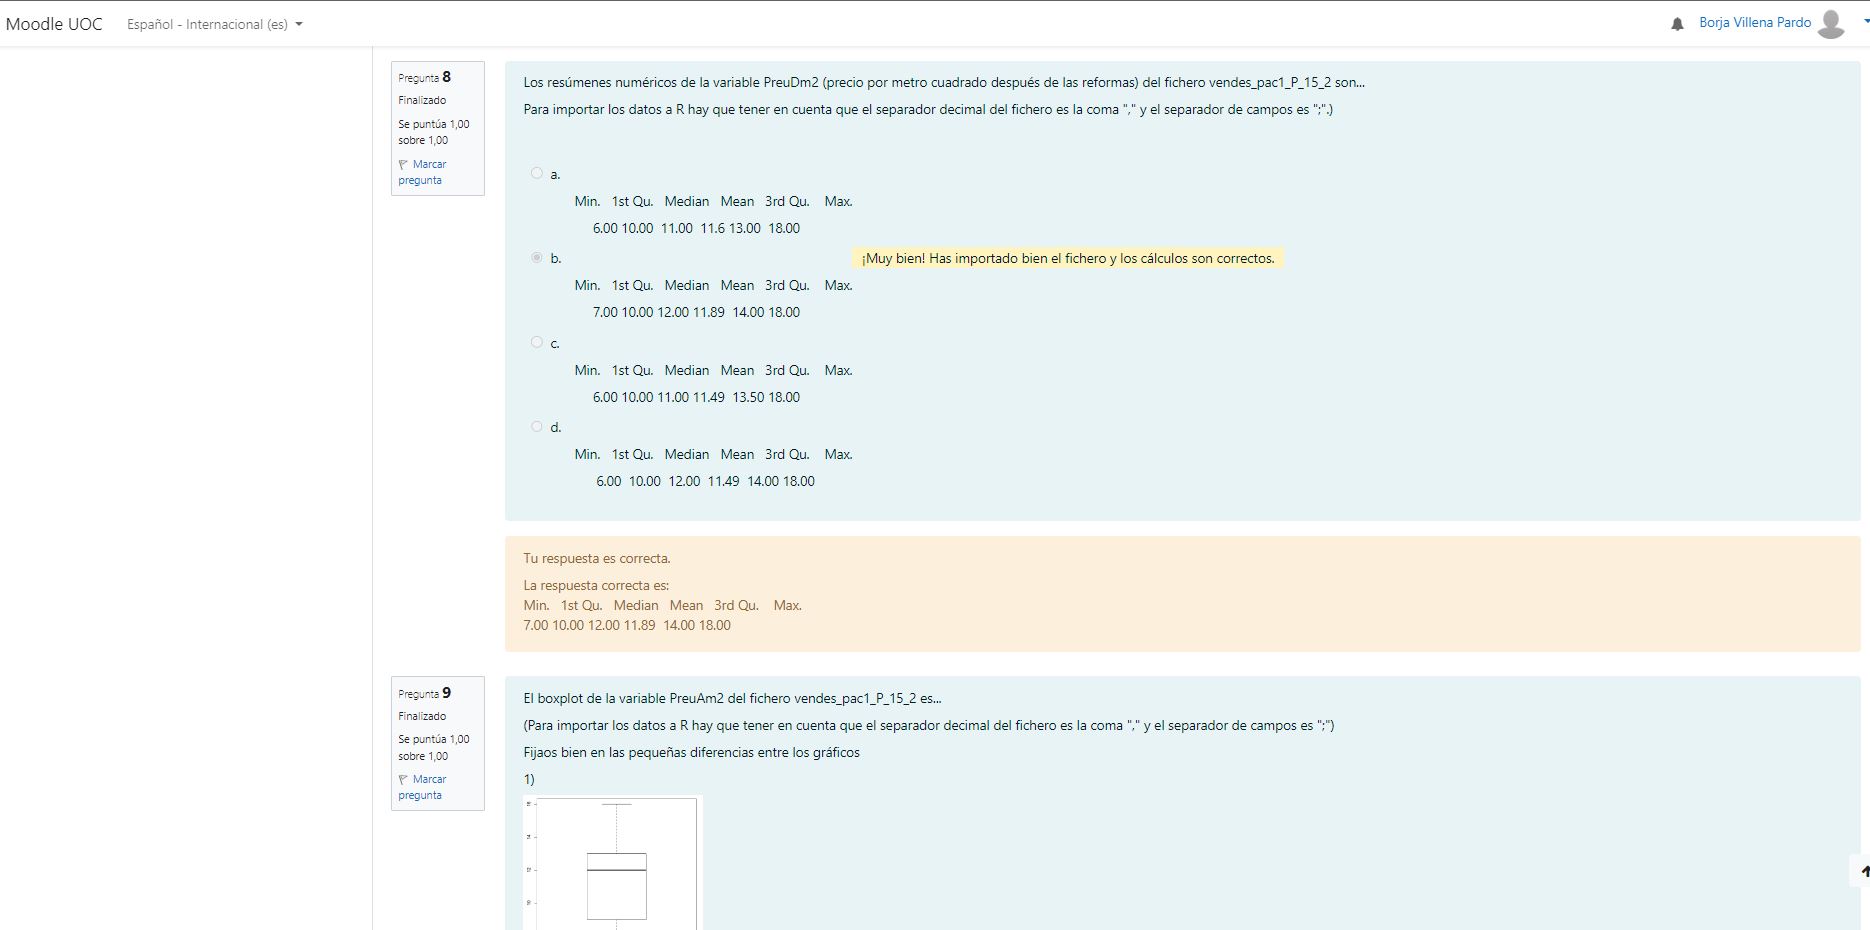 Moodle UOC
Español - Internacional (es)
Borja Villena Pardo
Pregunta 8
Finalizado
Se puntúa 1,00
sobre 1,00
Marcar
pregunta
Los resúmenes numéricos de la variable PreuDm2 (precio por metro cuadrado después de las reformas) del fichero vendes_pac1_P_15_2 son...
Para importar los datos a R hay que tener en cuenta que el separador decimal del fichero es la coma "," y el separador de campos es ";".)
a.
Min. 1st Qu. Median Mean 3rd Qu. Max.
6.00 10.00 11.00 11.6 13.00 18.00
b.
¡Muy bien! Has importado bien el fichero y los cálculos son correctos.
Min. 1st Qu. Median Mean 3rd Qu. Max.
7.00 10.00 12.00 11.89 14.00 18.00
c.
Min. 1st Qu. Median Mean 3rd Qu. Max.
6.00 10.00 11.00 11.49 13.50 18.00
d.
Min. 1st Qu. Median Mean 3rd Qu. Max.
6.00 10.00 12.00 11.49 14.00 18.00
Tu respuesta es correcta.
La respuesta correcta es:
Min. 1st Qu. Median Mean 3rd Qu. Max.
7.00 10.00 12.00 11.89 14.00 18.00
Pregunta 9
Finalizado
Se puntúa 1,00
sobre 1,00
Marcar
pregunta
El boxplot de la variable PreuAm2 del fichero vendes_pac1_P_15_2 es...
(Para importar los datos a R hay que tener en cuenta que el separador decimal del fichero es la coma "," y el separador de campos es ";")
Fijaos bien en las pequeñas diferencias entre los gráficos
1)